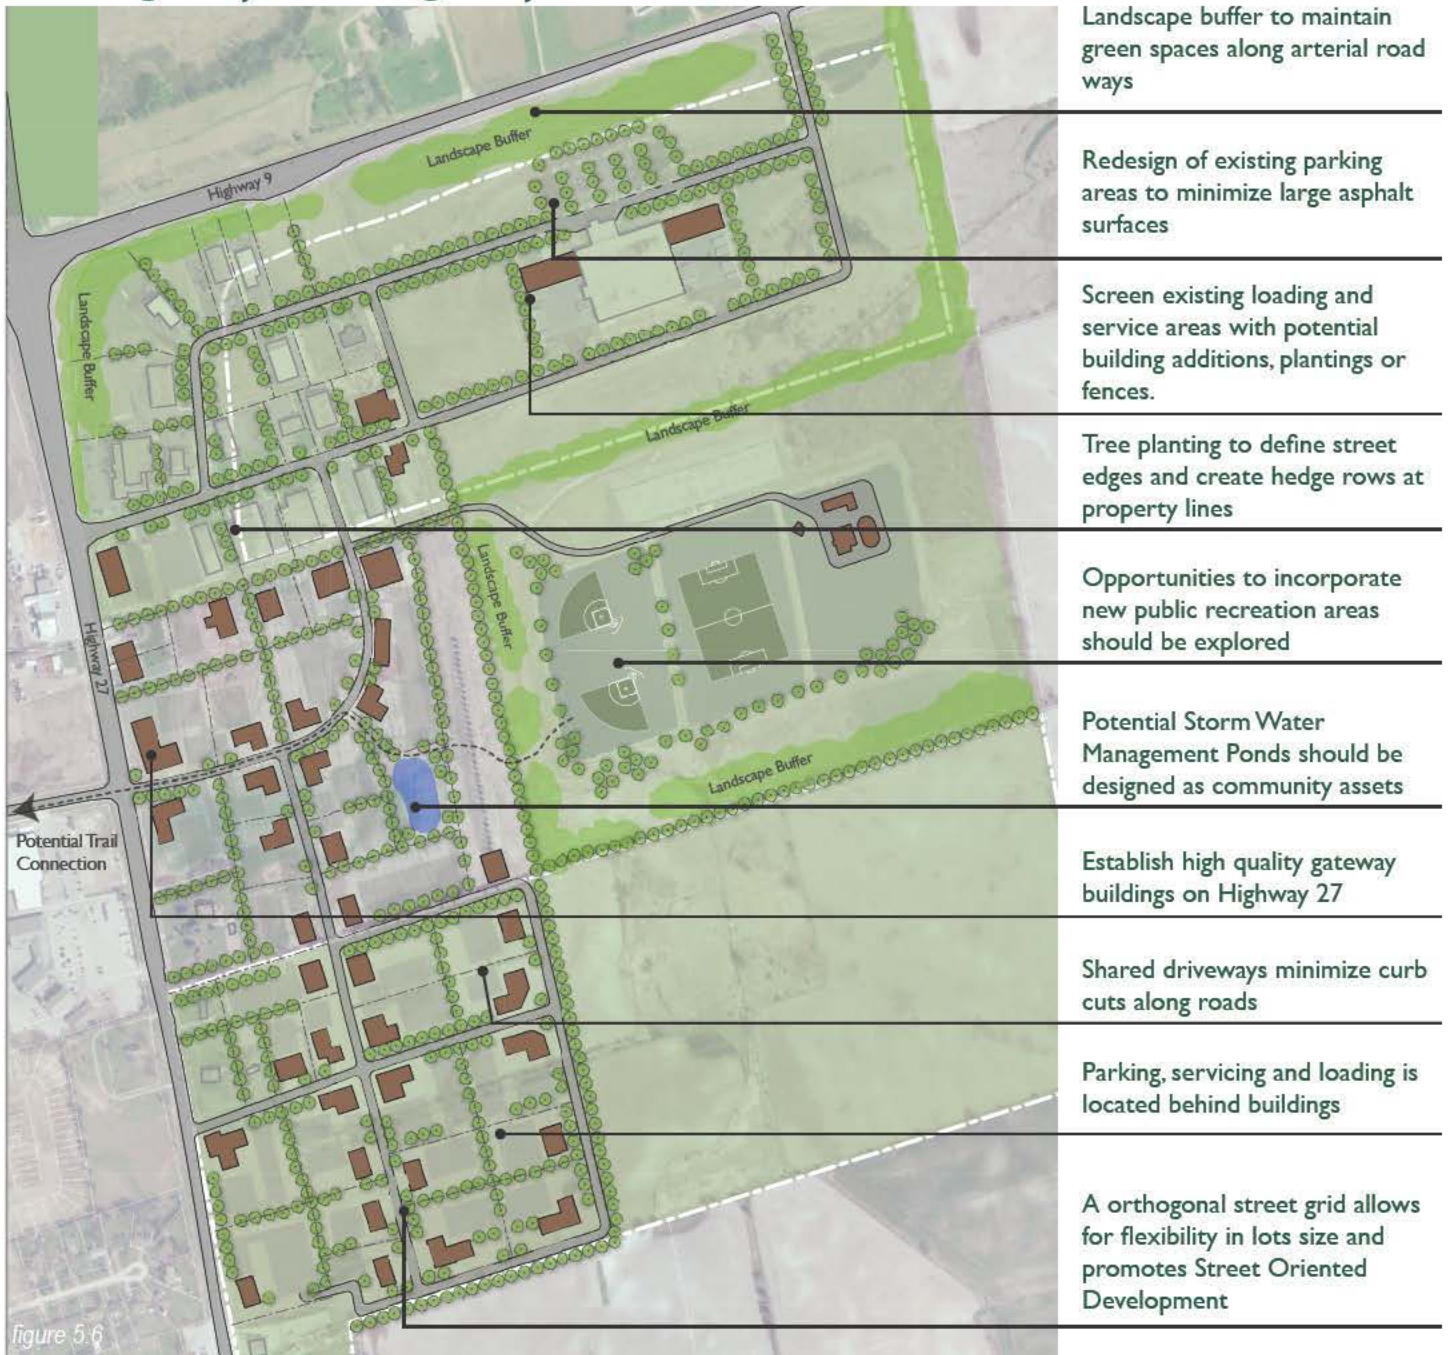 Landscape buffer to maintain
green spaces along arterial road
ways
Redesign of existing parking
areas to minimize large asphalt
surfaces
Screen existing loading and
service areas with potential
building additions, plantings or
fences.
Tree planting to define street
edges and create hedge rows at
property lines
Opportunities to incorporate
new public recreation areas
should be explored
Potential Storm Water
Management Ponds should be
designed as community assets
Establish high quality gateway
buildings on Highway 27
Shared driveways minimize curb
cuts along roads
Parking, servicing and loading is
located behind buildings
A orthogonal street grid allows
for flexibility in lots size and
promotes Street Oriented
Development
Highway 9
Landscape Buffer
Landscape Buffer
Landscape Buffer
Landscape Buffer
Landscape Buffer
Highway 27
Potential Trail
Connection
figure 5.6